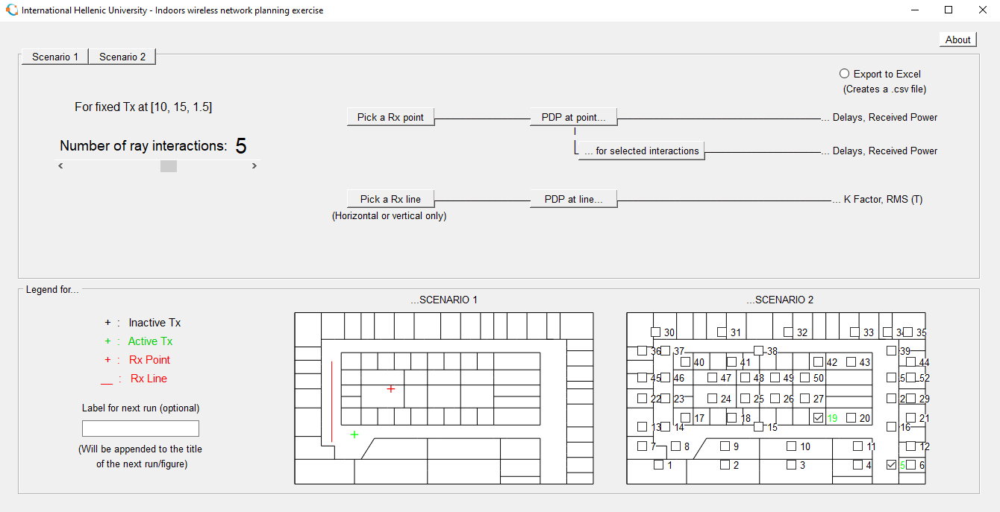 International Hellenic University - Indoors wireless network planning exercise
About
Scenario 1 Scenario 2
Export to Excel
(Creates a .csv file)
For fixed Tx at [10, 15, 1.5]
Number of ray interactions: 5
Pick a Rx point PDP at point... ... Delays, Received Power
... for selected interactions ... Delays, Received Power
Pick a Rx line PDP at line... ... K Factor, RMS (T)
(Horizontal or vertical only)
Legend for...
+ : Inactive Tx
+ : Active Tx
+ : Rx Point
__ : Rx Line
Label for next run (optional)
(Will be appended to the title
of the next run/figure)
...SCENARIO 1
...SCENARIO 2
30 31 32 33 34 35
36 37 38 39
40 41 42 43 44
45 46 47 48 49 50 52
22 23 24 25 26 27 29
17 18 19 20 21
13 14 15 16
7 8 9 10 11 12
1 2 3 4 5 6